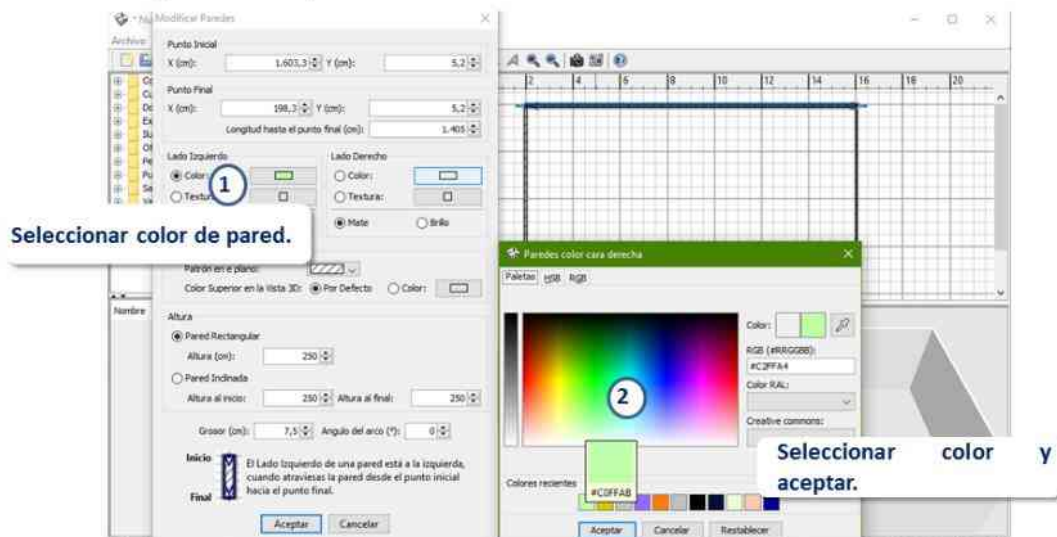 Modificar Paredes
Archivo
Punto Inicial
X (cm): 1.603,3 Y (cm): 5,2
Punto Final
X (cm): 198,3 Y (cm): 5,2
Longitud hasta el punto final (cm): 1.405
Lado Izquierdo Lado Derecho
Color: Color:
Textura: Textura:
Mate Brillo
1
Seleccionar color de pared.
Patrón en e plano:
Color Superior en la Vista 3D: Por Defecto Color:
Nombre
Altura
Pared Rectangular
Altura (cm): 250
Pared Inclinada
Altura al inicio: 250 Altura al final: 250
Grosor (cm): 7,5 Angulo del arco (º): 0
Inicio
Final
El Lado Izquierdo de una pared está a la izquierda,
cuando atraviesas la pared desde el punto inicial
hacia el punto final.
Aceptar Cancelar
2 4 6 8 10 12 14 16 18 20
Paredes color cara derecha
Paletas HSB RGB
Color:
RGB (#RRGGBB):
#C2FFA4
Color RAL:
Creative commons:
2
Seleccionar color y
aceptar.
#C0FFAB
Colores recientes
Aceptar Cancelar Restablecer